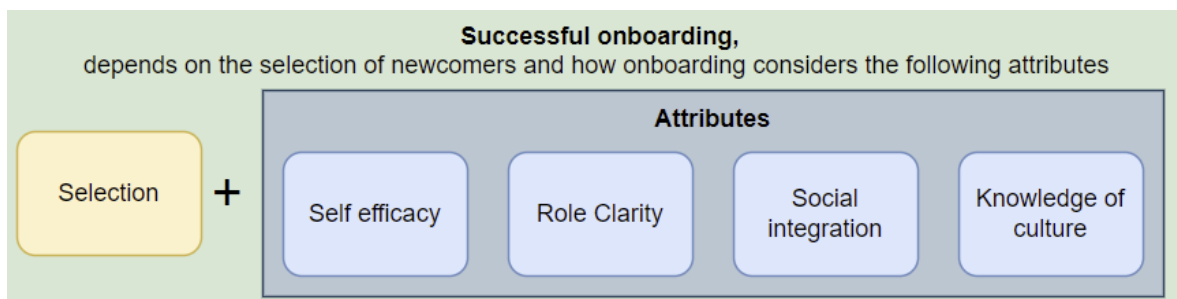 Successful onboarding,
depends on the selection of newcomers and how onboarding considers the following attributes
Attributes
Selection
+
Self efficacy
Role Clarity
Social
integration
Knowledge of
culture